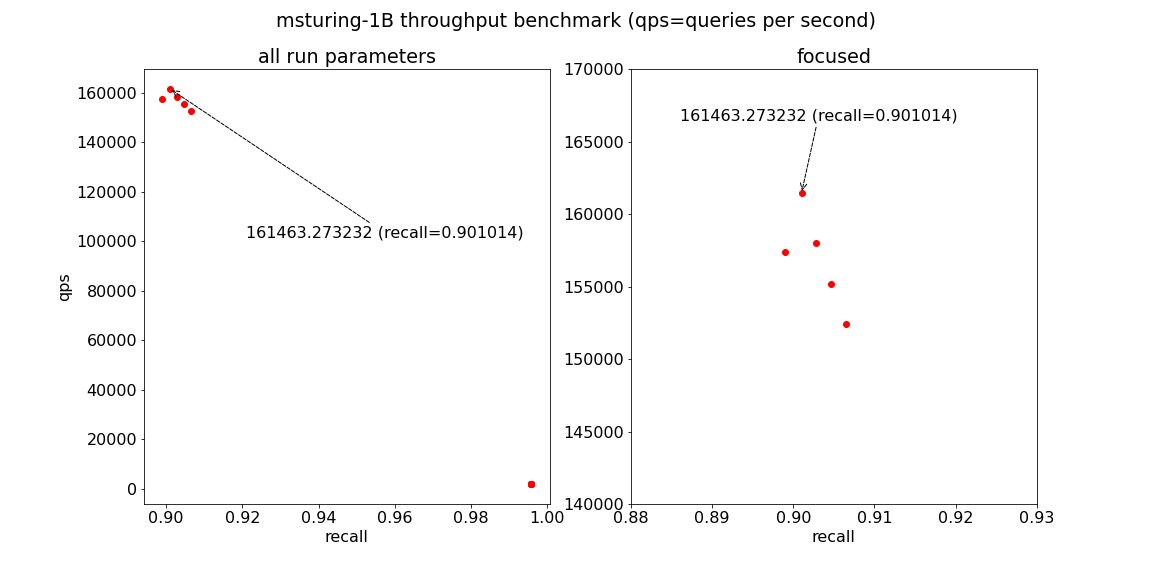 msturing-1B throughput benchmark (qps=queries per second)
all run parameters
160000
140000
120000
100000
80000
60000
40000
20000
0
qps
161463.273232 (recall=0.901014)
0.90 0.92 0.94 0.96 0.98 1.00
recall
focused
170000
165000
160000
155000
150000
145000
140000
161463.273232 (recall=0.901014)
0.88 0.89 0.90 0.91 0.92 0.93
recall